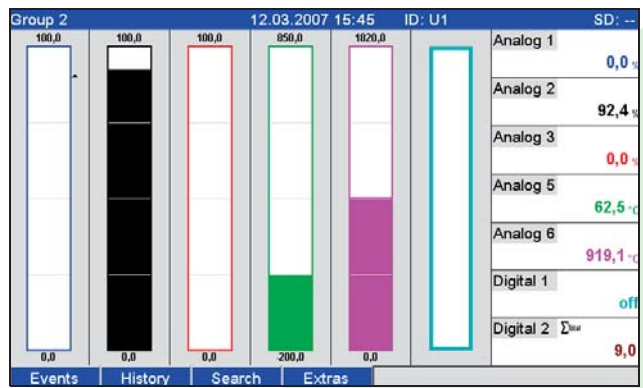 Group 2 12.03.2007 15:45 ID: U1 SD: --
100,0 100,0 100,0 850,0 1820,0
0,0 0,0 0,0 -200,0 0,0
Analog 1
0,0 %
Analog 2
92,4 %
Analog 3
0,0 %
Analog 5
62,5 °C
Analog 6
919,1 °C
Digital 1
off
Digital 2 Σ
9,0
Events History Search Extras